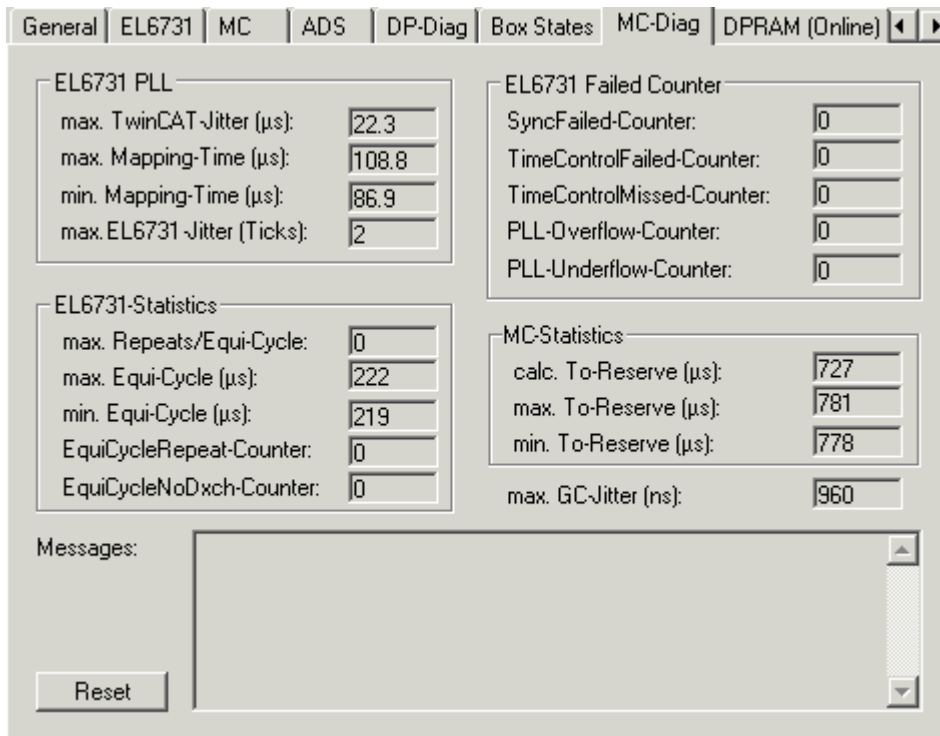 General EL6731 MC ADS DP-Diag Box States MC-Diag DPRAM (Online)
EL6731 PLL
max. TwinCAT-Jitter (µs): 22.3
max. Mapping-Time (µs): 108.8
min. Mapping-Time (µs): 86.9
max.EL6731-Jitter (Ticks): 2
EL6731 Failed Counter
SyncFailed-Counter: 0
TimeControlFailed-Counter: 0
TimeControlMissed-Counter: 0
PLL-Overflow-Counter: 0
PLL-Underflow-Counter: 0
EL6731-Statistics
max. Repeats/Equi-Cycle: 0
max. Equi-Cycle (µs): 222
min. Equi-Cycle (µs): 219
EquiCycleRepeat-Counter: 0
EquiCycleNoDxch-Counter: 0
MC-Statistics
calc. To-Reserve (µs): 727
max. To-Reserve (µs): 781
min. To-Reserve (µs): 778
max. GC-Jitter (ns): 960
Messages:
Reset